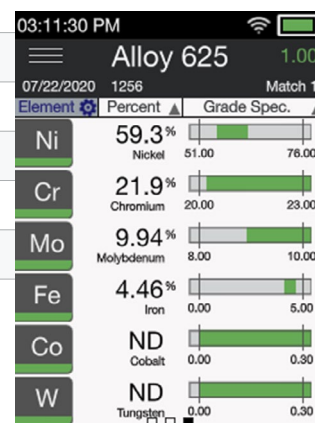 03:11:30 PM
Alloy 625 1.00
07/22/2020 1256 Match 1
Element Percent Grade Spec.
Ni 59.3%
Nickel 51.00 76.00
Cr 21.9%
Chromium 20.00 23.00
Mo 9.94%
Molybdenum 8.00 10.00
Fe 4.46%
Iron 0.00 5.00
Co ND
Cobalt 0.00 0.30
W ND
Tungsten 0.00 0.30